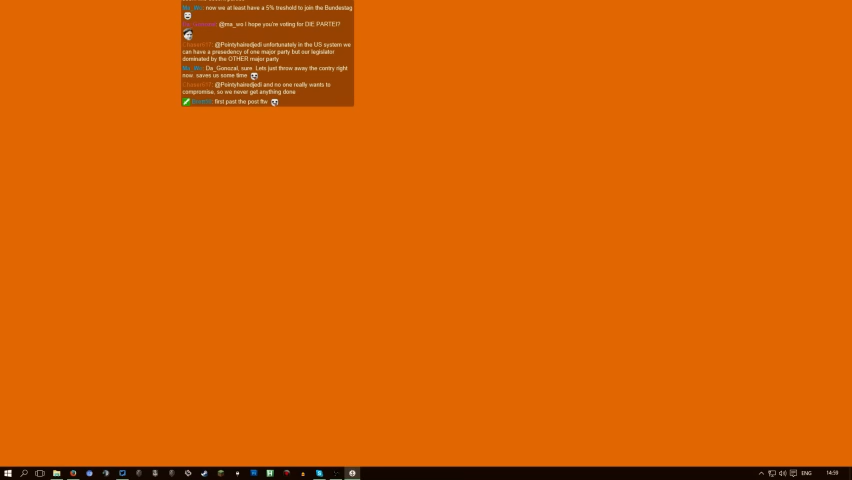 Ma_Wo: now we at least have a 5% treshold to join the Bundestag
@ma_wo I hope you're voting for DIE PARTEI?
@Pointyhairedjedi unfortunately in the US system we
can have a presedency of one major party but our legislator
dominated by the OTHER major party
Ma_Wo: Da_Gunozal, sure. Lets just throw away the contry right
now. saves us some time
@Pointyhairedjedi and no one really wants to
compromise, so we never get anything done
first past the post ftw
ENG
14:59